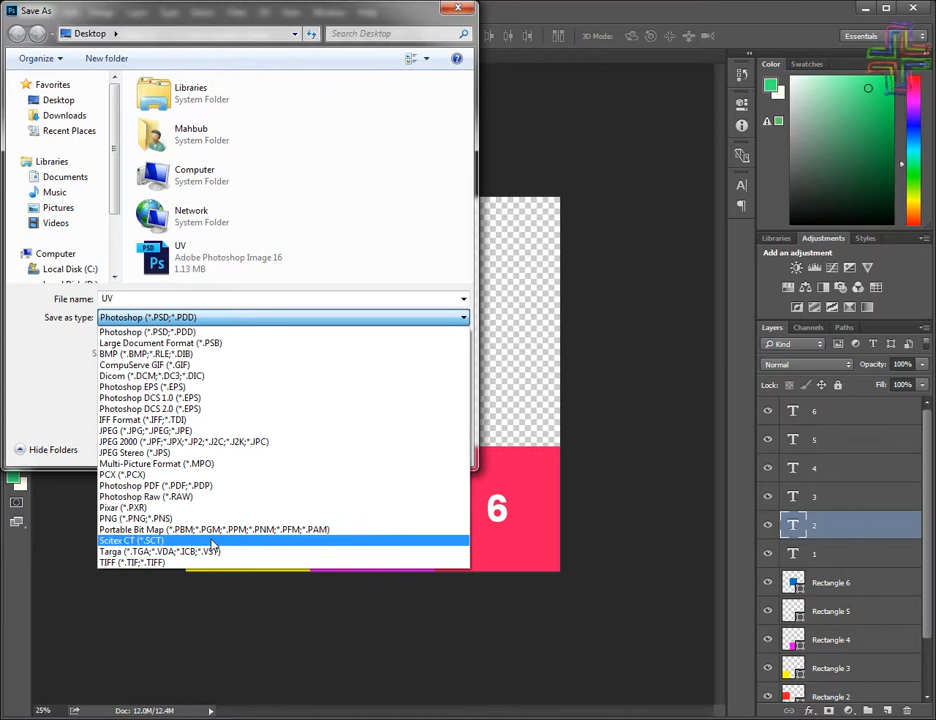 Ps Save As
Desktop
Search Desktop
3D Mode:
Essentials
Organize
New folder
Color
Swatches
Favorites
Desktop
Downloads
Recent Places
Libraries
Documents
Music
Pictures
Videos
Computer
Local Disk (C:)
Libraries
System Folder
Mahbub
System Folder
Computer
System Folder
Network
System Folder
PSD
Ps
UV
Adobe Photoshop Image 16
1.13 MB
File name:
UV
Save as type:
Photoshop (*.PSD;*.PDD)
Photoshop (*.PSD;*.PDD)
Large Document Format (*.PSB)
BMP (*.BMP;*.RLE;*.DIB)
CompuServe GIF (*.GIF)
Dicom (*.DCM;*.DC3;*.DIC)
Photoshop EPS (*.EPS)
Photoshop DCS 1.0 (*.EPS)
Photoshop DCS 2.0 (*.EPS)
IFF Format (*.IFF;*.TDI)
JPEG (*.JPG;*.JPEG;*.JPE)
JPEG 2000 (*.JPF;*.JPX;*.JP2;*.J2C;*.J2K;*.JPC)
JPEG Stereo (*.JPS)
Multi-Picture Format (*.MPO)
PCX (*.PCX)
Photoshop PDF (*.PDF;*.PDP)
Photoshop Raw (*.RAW)
Pixar (*.PXR)
PNG (*.PNG;*.PNS)
Portable Bit Map (*.PBM;*.PGM;*.PPM;*.PNM;*.PFM;*.PAM)
Scitex CT (*.SCT)
Targa (*.TGA;*.VDA;*.ICB;*.VST)
TIFF (*.TIF;*.TIFF)
Hide Folders
6
Libraries
Adjustments
Styles
Add an adjustment
Layers
Channels
Paths
Kind
Normal
Opacity: 100%
Lock:
Fill: 100%
T 6
T 5
T 4
T 3
T 2
T 1
Rectangle 6
Rectangle 5
Rectangle 4
Rectangle 3
Rectangle 2
25%
Doc: 12.0M/12.4M